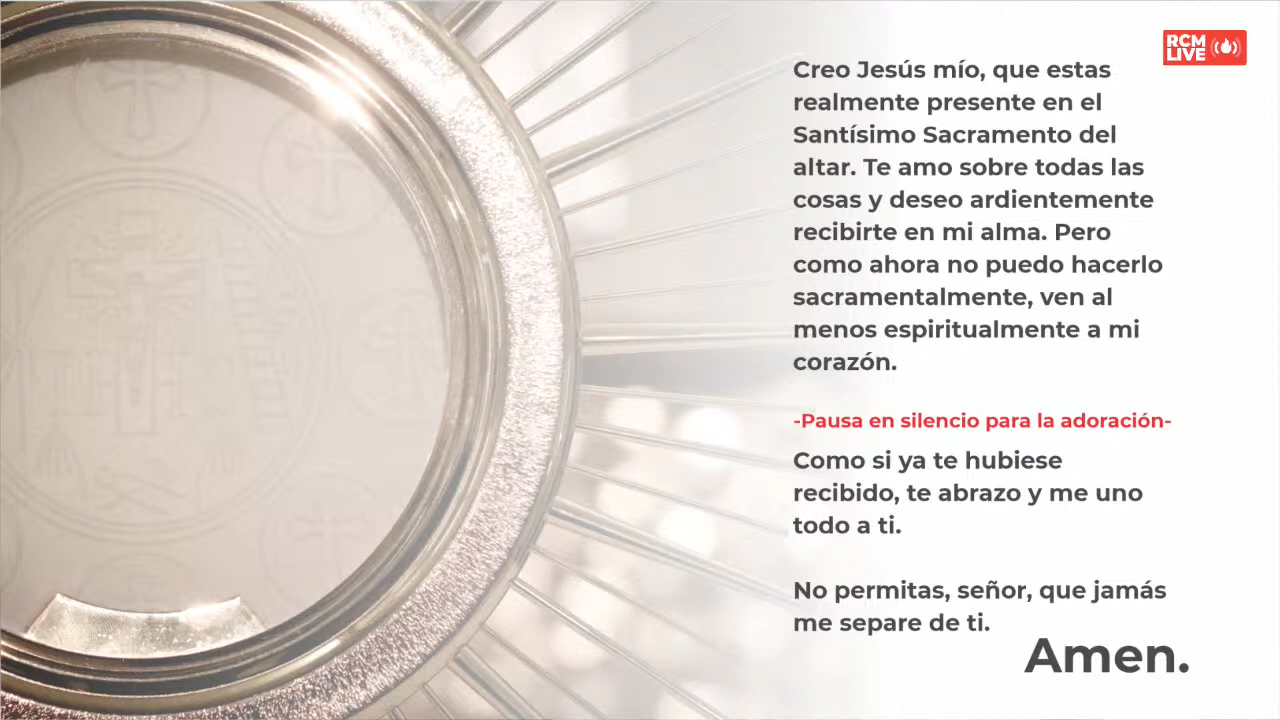 RCM
LIVE
Creo Jesús mío, que estas
realmente presente en el
Santísimo Sacramento del
altar. Te amo sobre todas las
cosas y deseo ardientemente
recibirte en mi alma. Pero
como ahora no puedo hacerlo
sacramentalmente, ven al
menos espiritualmente a mi
corazón.
-Pausa en silencio para la adoración-
Como si ya te hubiese
recibido, te abrazo y me uno
todo a ti.
No permitas, señor, que jamás
me separe de ti.
Amen.